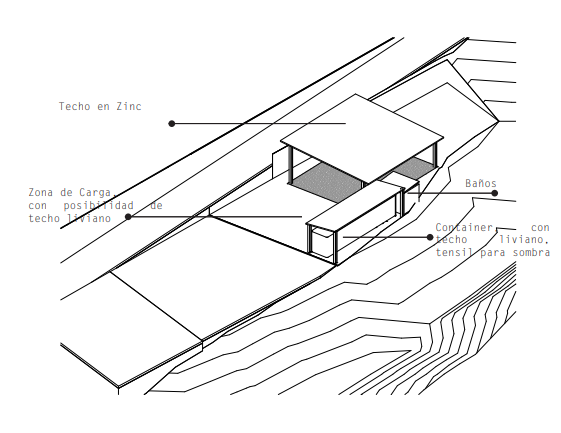 Techo en Zinc
Zona de Carga,
con posibilidad de
techo liviano
Baños
Container con
techo liviano,
tensil para sombra